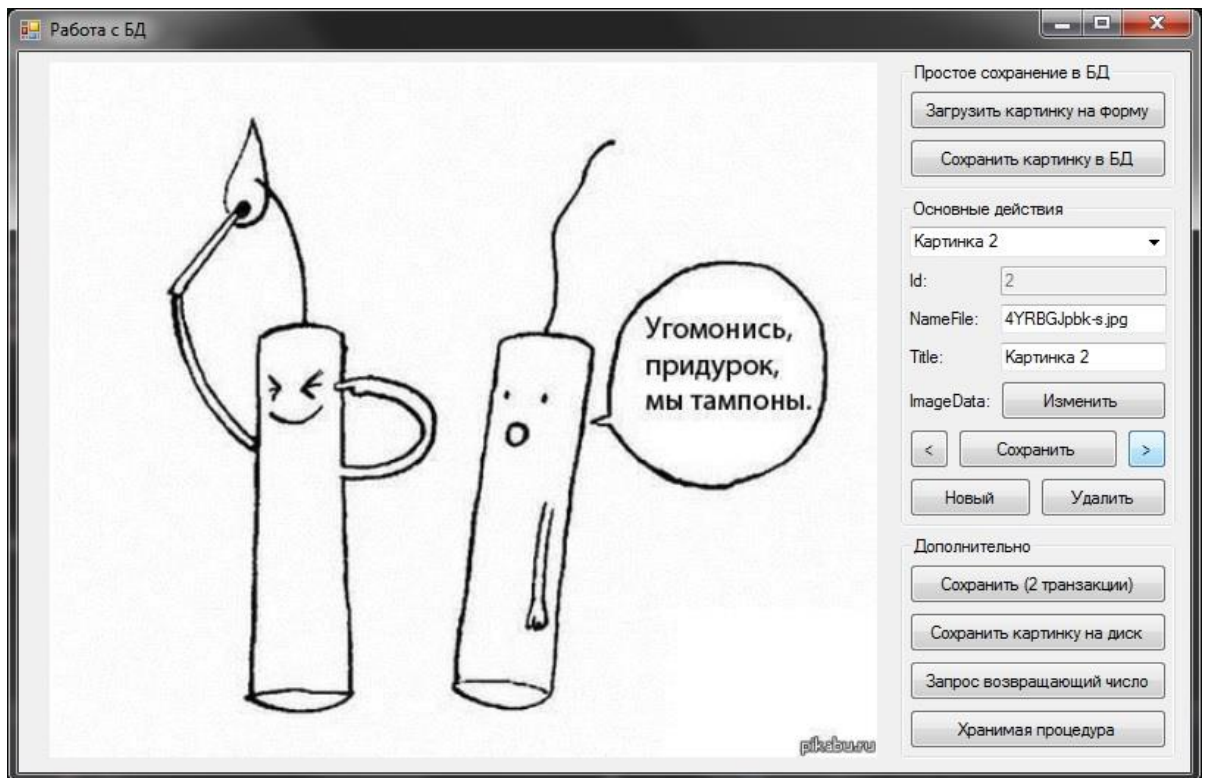 Работа с БД
Угомонись,
придурок,
мы тампоны.
pikabu.ru
Простое сохранение в БД
Загрузить картинку на форму
Сохранить картинку в БД
Основные действия
Картинка 2
Id: 2
NameFile: 4YRBGJpbk-s.jpg
Title: Картинка 2
ImageData: Изменить
< Сохранить >
Новый Удалить
Дополнительно
Сохранить (2 транзакции)
Сохранить картинку на диск
Запрос возвращающий число
Хранимая процедура